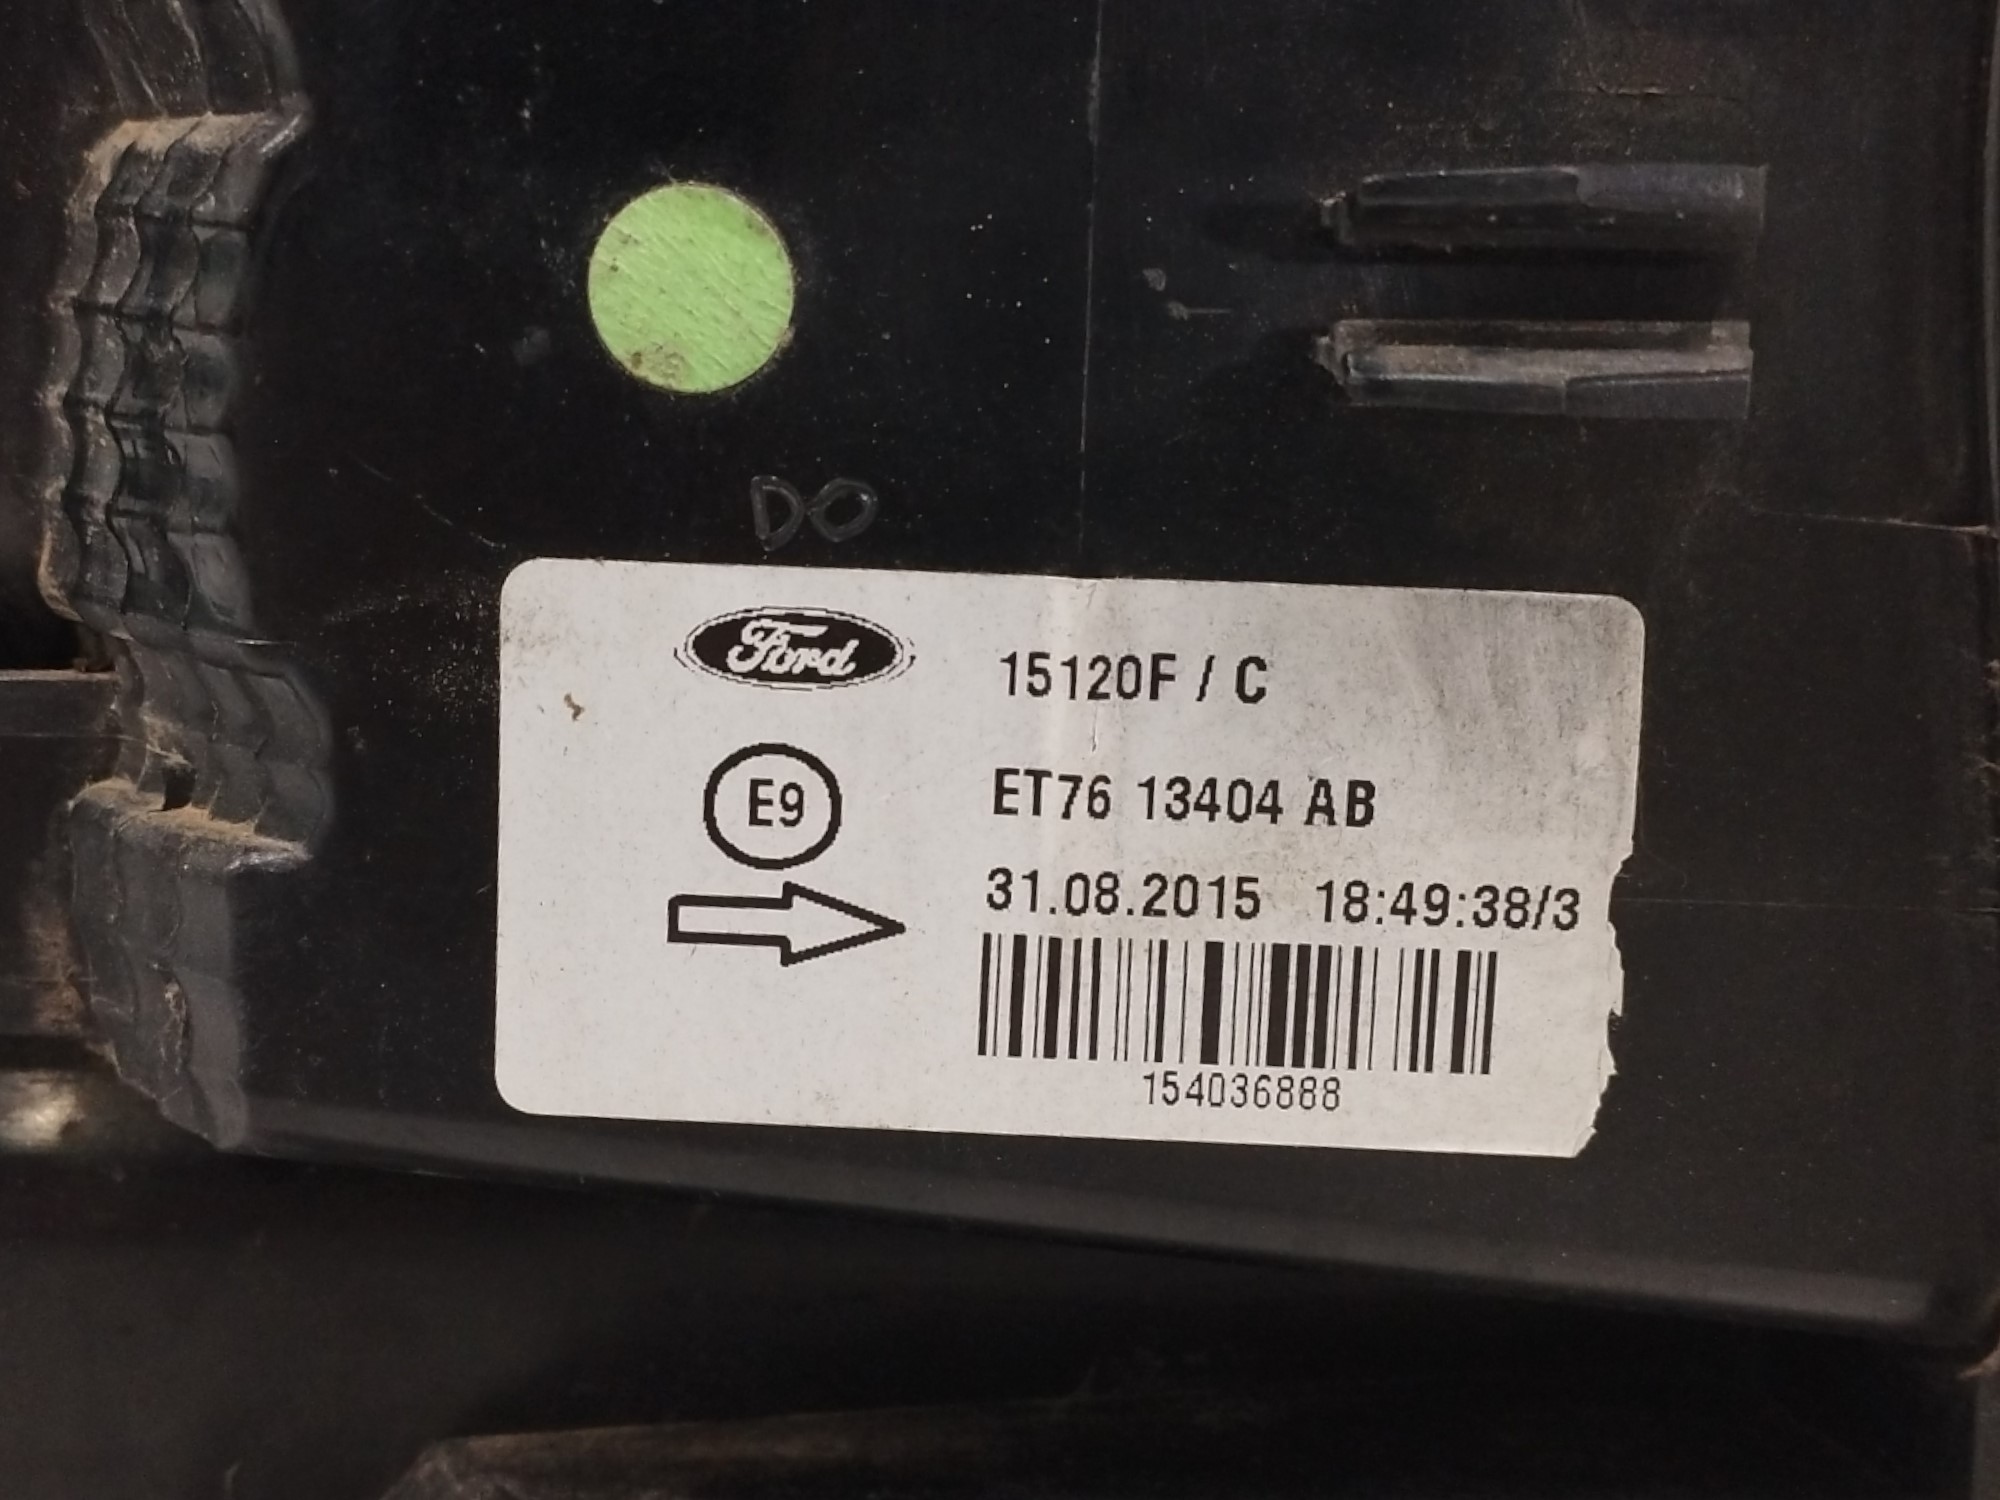 DO
Ford
15120F / C
E9
ET76 13404 AB
31.08.2015 18:49:38/3
154036888